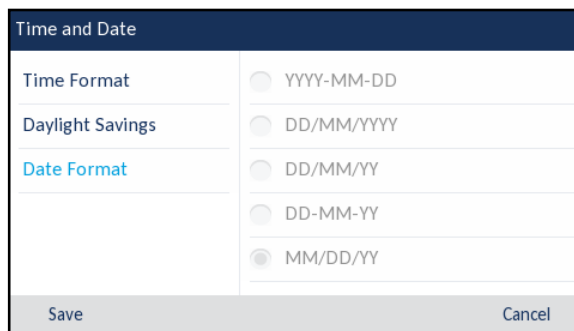 Time and Date
Time Format
Daylight Savings
Date Format
YYYY-MM-DD
DD/MM/YYYY
DD/MM/YY
DD-MM-YY
MM/DD/YY
Save
Cancel